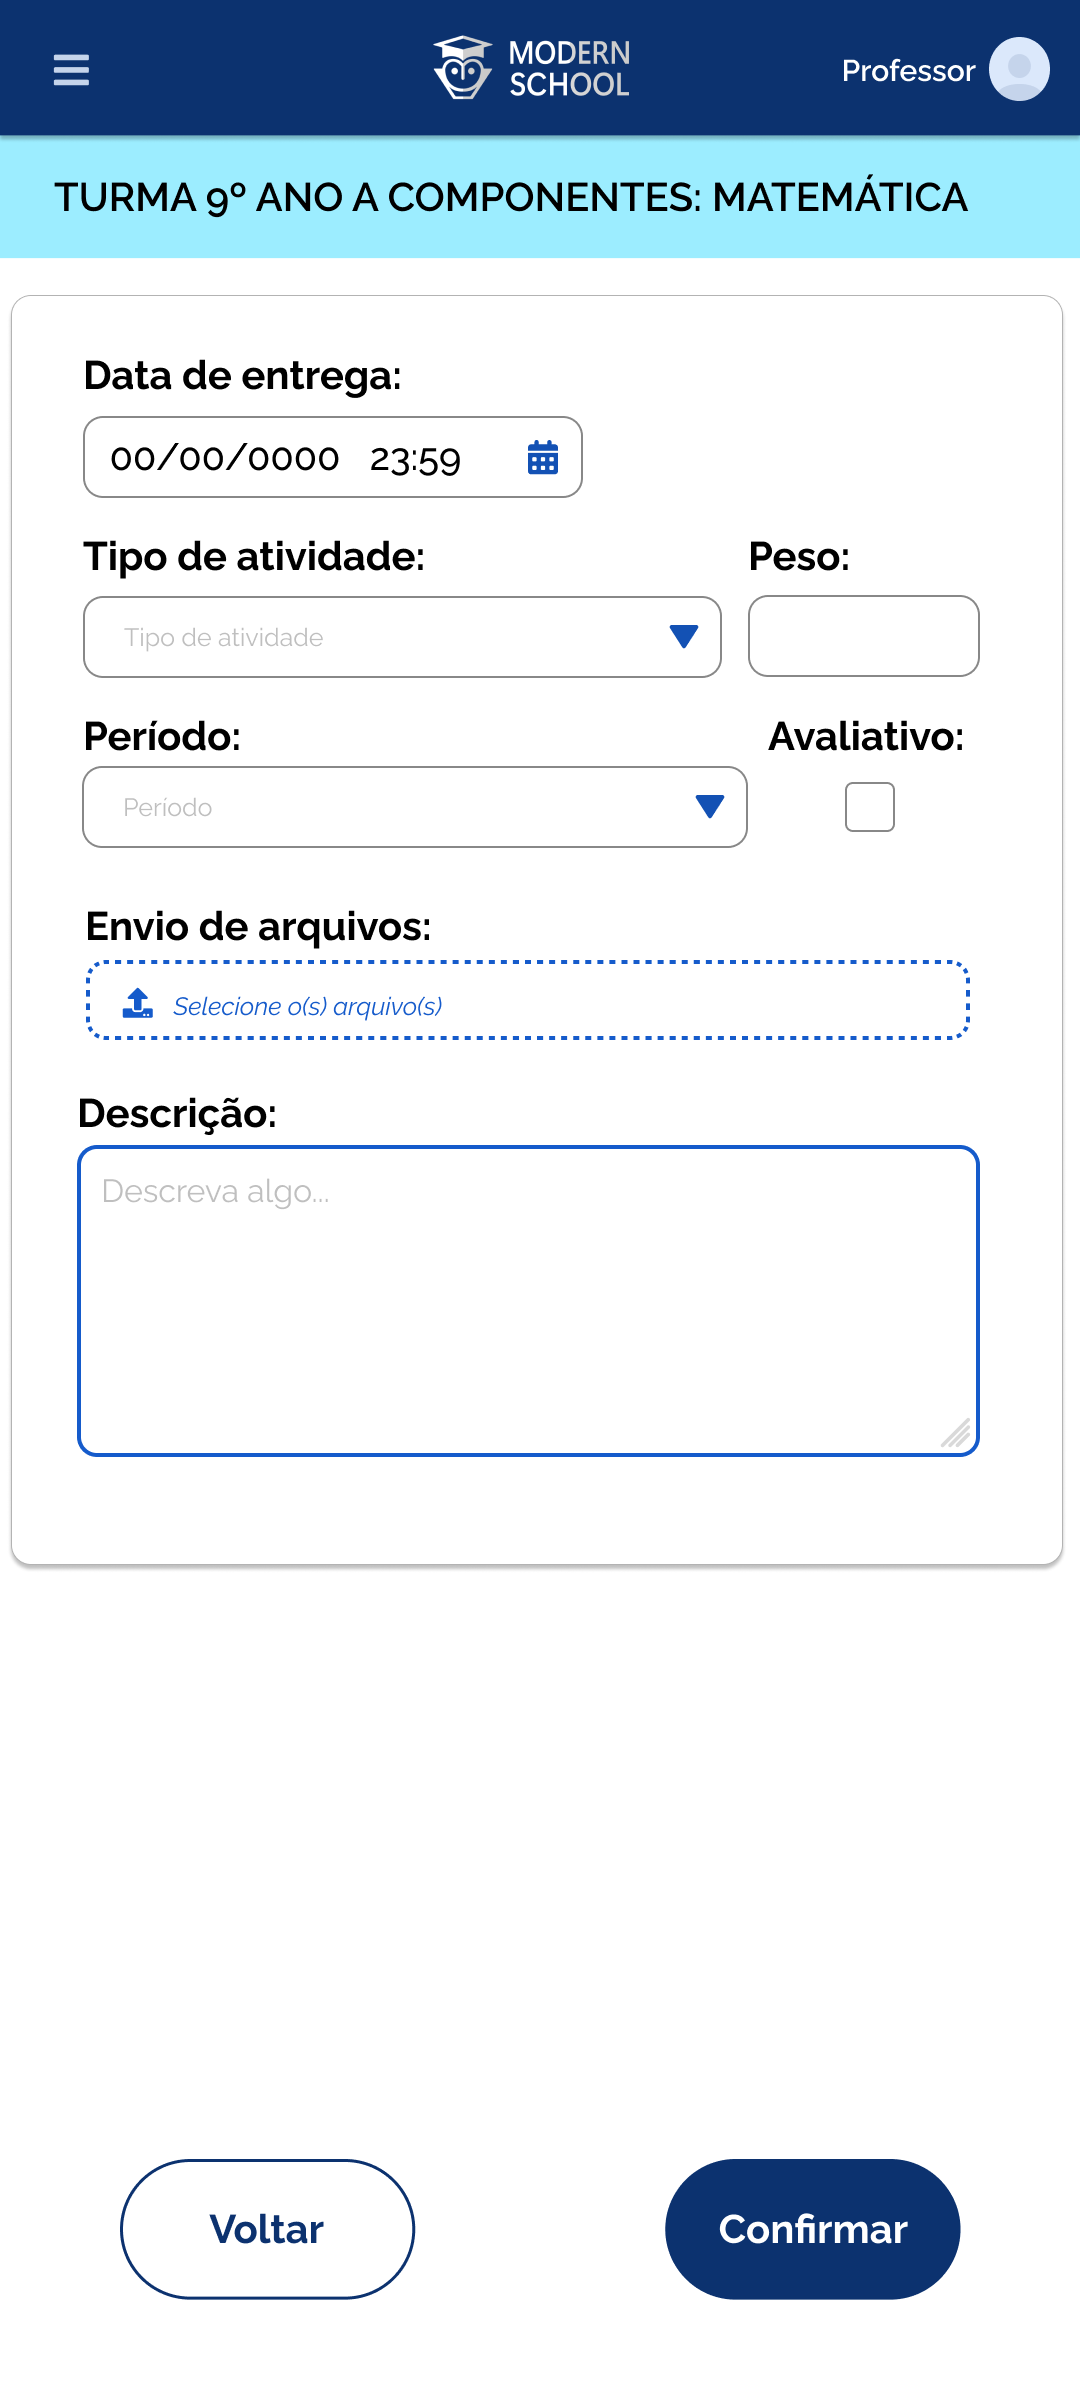 MODERN
SCHOOL
Professor
TURMA 9º ANO A COMPONENTES: MATEMÁTICA
Data de entrega:
00/00/0000 23:59
Tipo de atividade: Peso:
Tipo de atividade
Período: Avaliativo:
Período
Envio de arquivos:
Selecione o(s) arquivo(s)
Descrição:
Descreva algo...
Voltar Confirmar